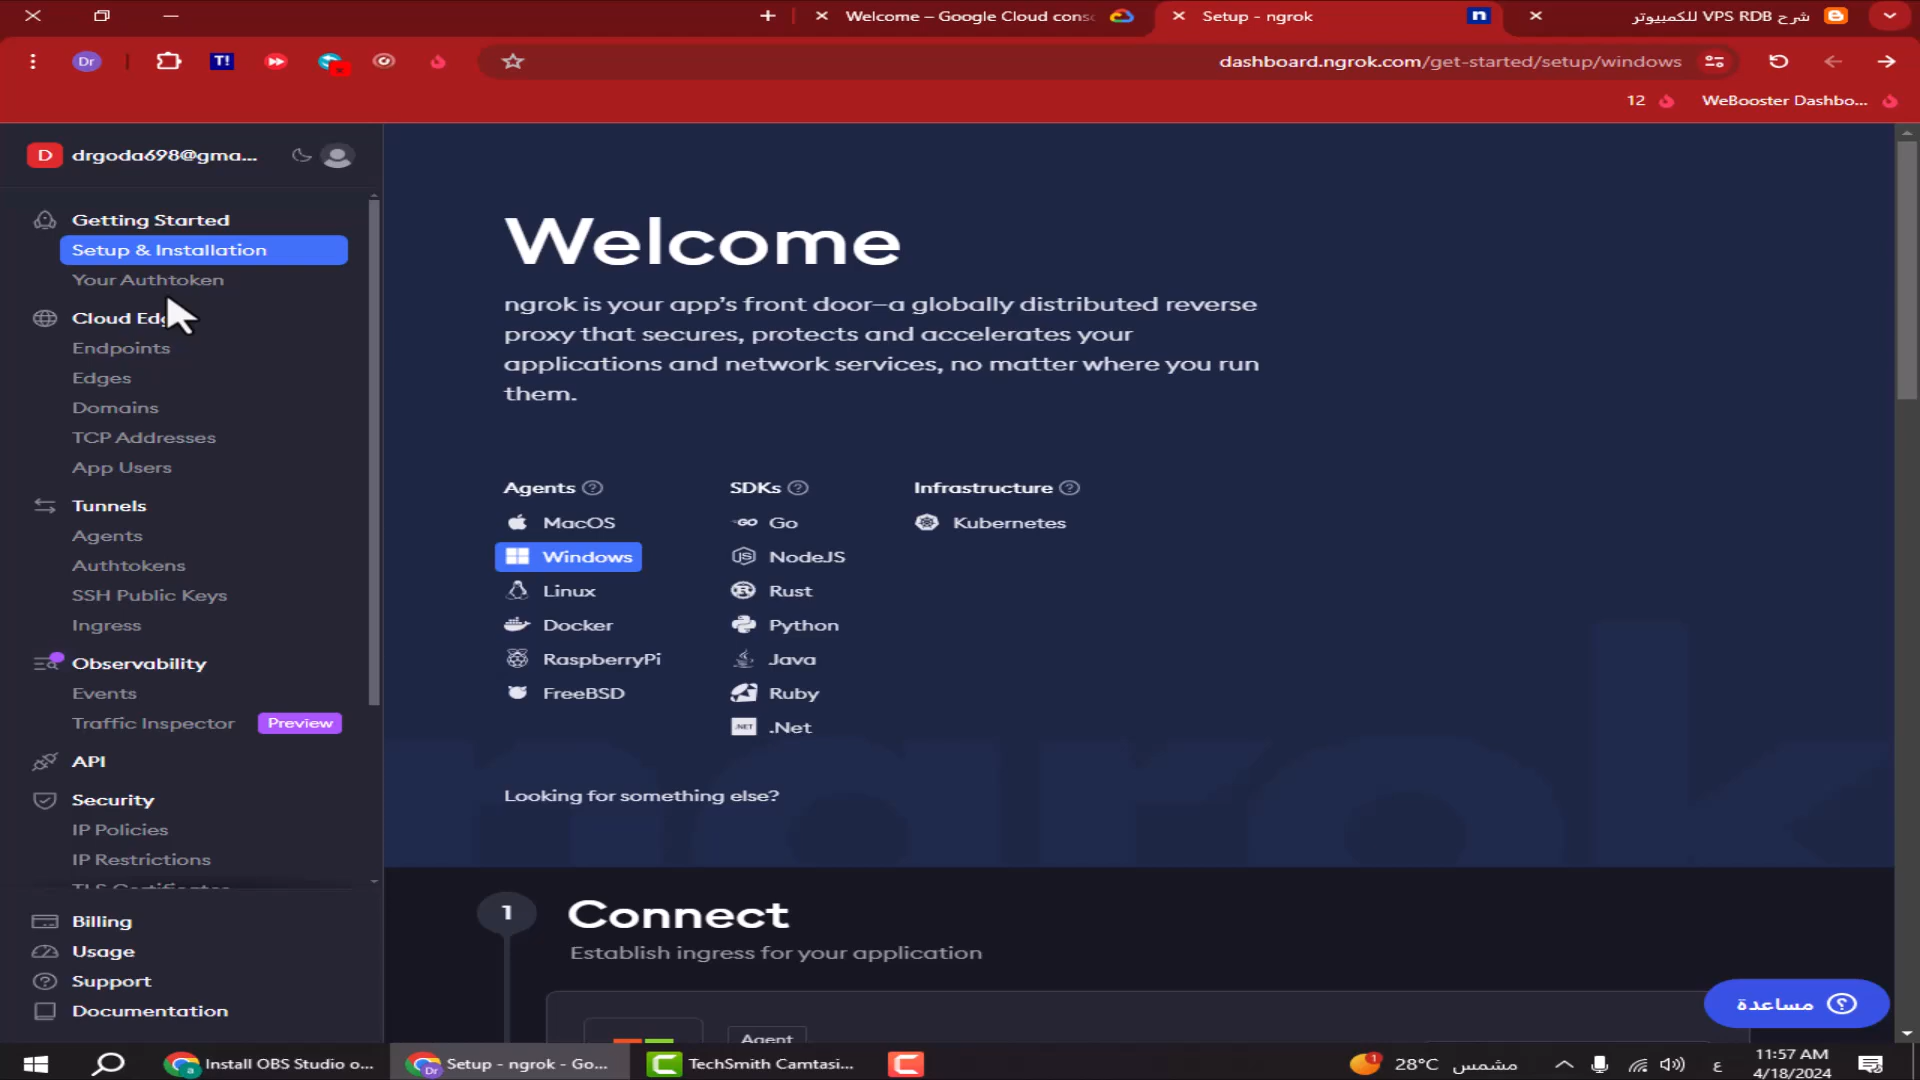 Welcome – Google Cloud cons
Setup - ngrok
شرح VPS RDB للكمبيوتر
Dr
T!
dashboard.ngrok.com/get-started/setup/windows
12
WeBooster Dashbo...
D
drgoda698@gma...
Getting Started
Setup & Installation
Your Authtoken
Cloud Edg
Endpoints
Edges
Domains
TCP Addresses
App Users
Tunnels
Agents
Authtokens
SSH Public Keys
Ingress
Observability
Events
Traffic Inspector
Preview
API
Security
IP Policies
IP Restrictions
TLS Certificates
Billing
Usage
Support
Documentation
Welcome
ngrok is your app's front door—a globally distributed reverse
proxy that secures, protects and accelerates your
applications and network services, no matter where you run
them.
Agents
MacOS
Windows
Linux
Docker
RaspberryPi
FreeBSD
SDKs
Go
NodeJS
Rust
Python
Java
Ruby
.Net
Infrastructure
Kubernetes
Looking for something else?
1
Connect
Establish ingress for your application
Agent
مساعدة
Install OBS Studio o...
Setup - ngrok - Go...
TechSmith Camtasi...
1
28°C
مشمس
ع
11:57 AM
4/18/2024